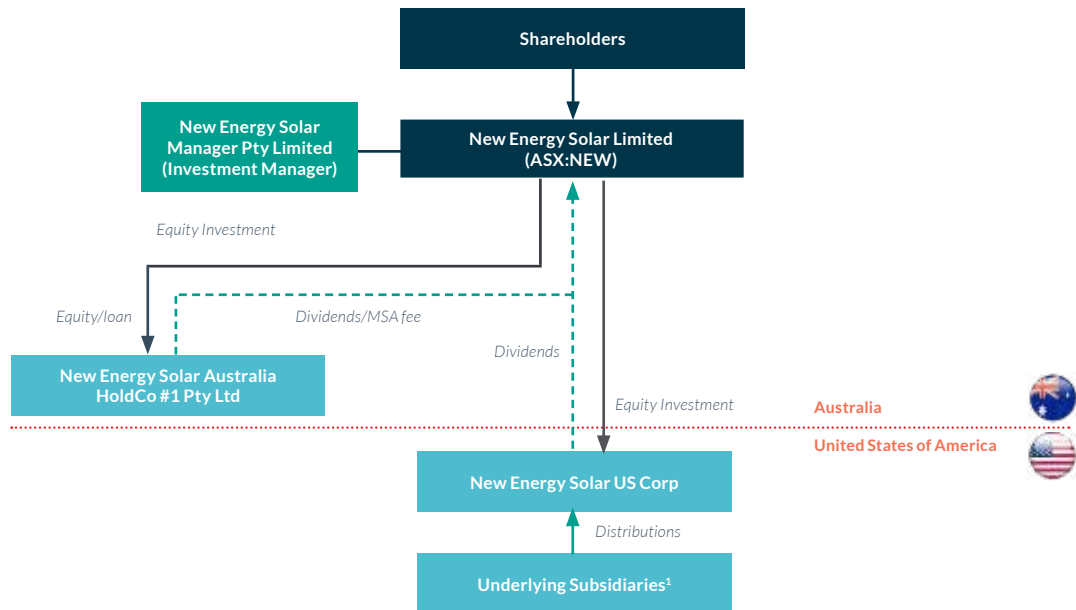 Shareholders
New Energy Solar
Manager Pty Limited
(Investment Manager)
New Energy Solar Limited
(ASX:NEW)
Equity Investment
Equity/loan
Dividends/MSA fee
Dividends
New Energy Solar Australia
HoldCo #1 Pty Ltd
Equity Investment
Australia
United States of America
New Energy Solar US Corp
Distributions
Underlying Subsidiaries¹